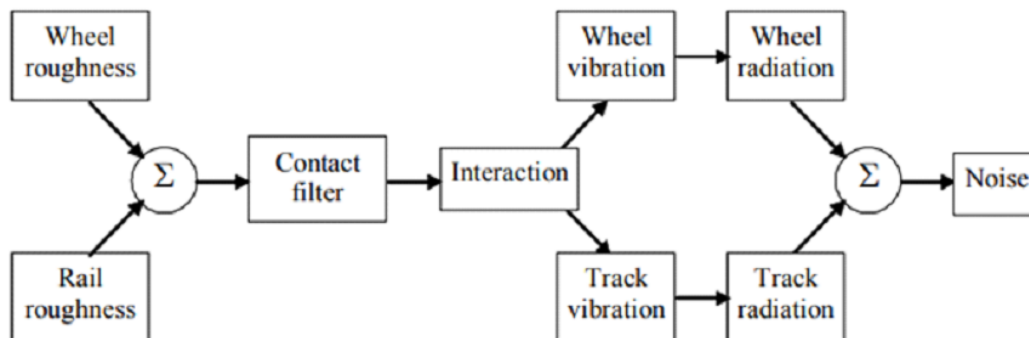 Wheel
roughness
Rail
roughness
Σ
Contact
filter
Interaction
Wheel
vibration
Track
vibration
Wheel
radiation
Track
radiation
Σ
Noise